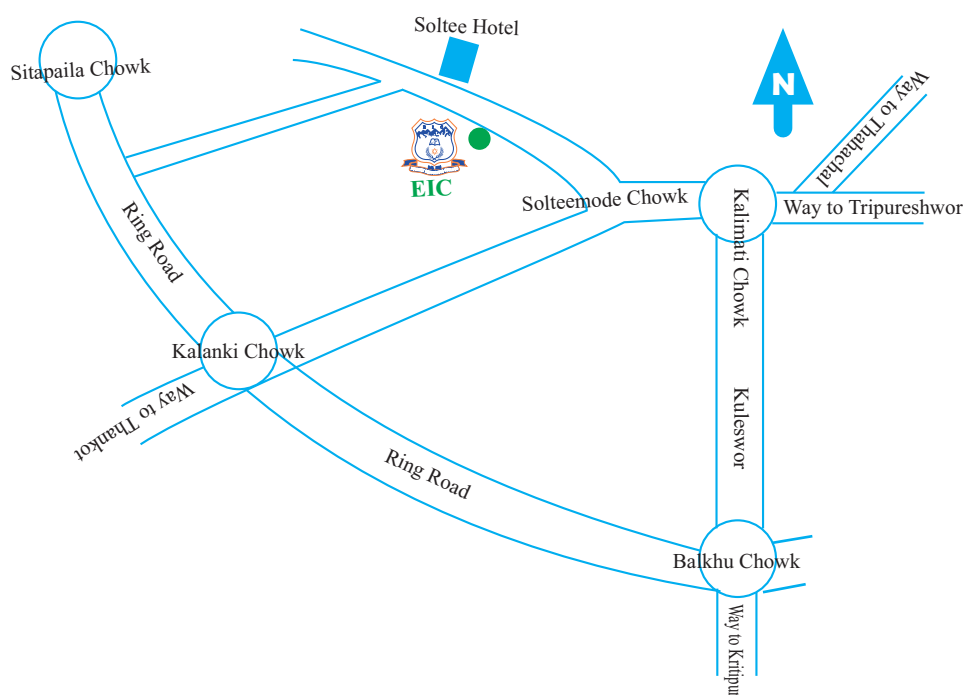 Soltee Hotel
Sitapaila Chowk
N
Way to Thahachal
EIC
Solteemode Chowk
Kalimati Chowk
Way to Tripureshwor
Ring Road
Kalanki Chowk
Way to Thankot
Kuleswor
Ring Road
Balkhu Chowk
Way to Kritipur